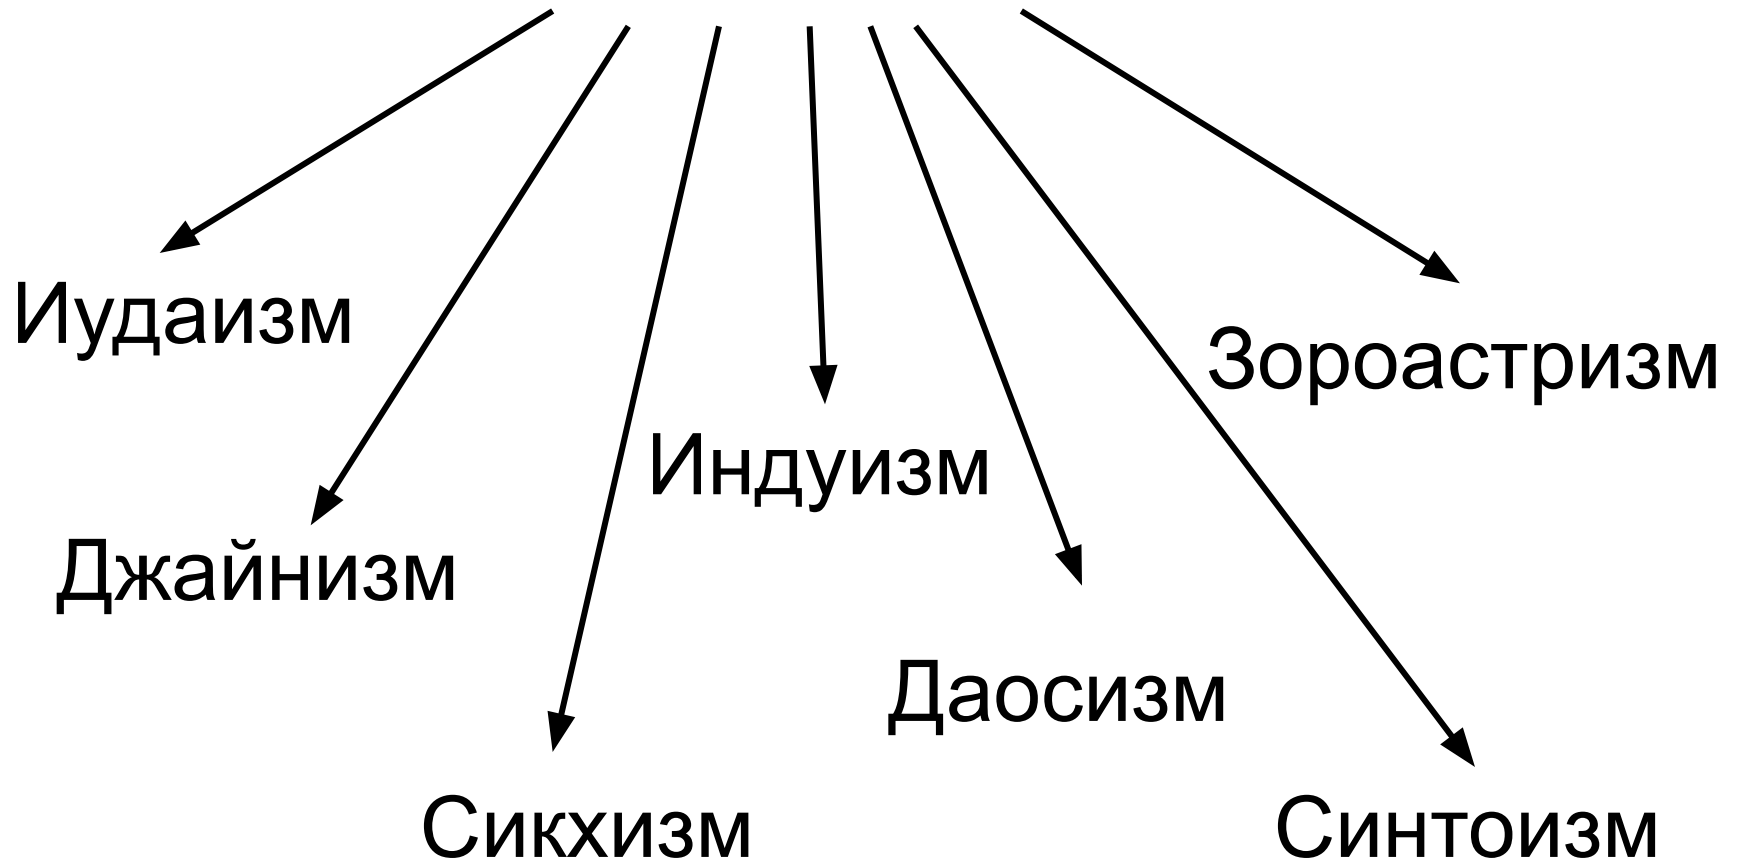 Иудаизм
Зороастризм
Индуизм
Джайнизм
Даосизм
Сикхизм
Синтоизм